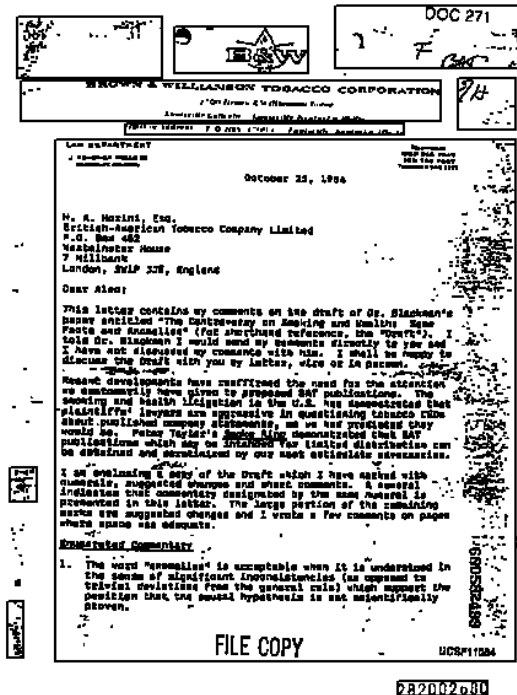 DOC 271
B&W
F
BAT
BROWN & WILLIAMSON TOBACCO CORPORATION
LAW DEPARTMENT
October 25, 1984
H. A. Morini, Esq.
British-American Tobacco Company Limited
P.O. Box 482
Westminster House
7 Millbank
London, SW1P 3JE, England
Dear Alec:
This letter contains my comments on the draft of Dr. Blackman's
paper entitled "The Controversy on Smoking and Health: Some
Facts and Anomalies" (for shorthand reference, the "Draft"). I
told Dr. Blackman I would send my comments directly to you and
I have not discussed my comments with him. I shall be happy to
discuss the Draft with you by letter, wire or in person.
Recent developments have reaffirmed the need for the attention
we customarily have given to proposed BAT publications. The
smoking and health litigation in the U.S. has demonstrated that
plaintiffs' lawyers are aggressive in questioning tobacco CEOs
about published company statements, as we had predicted they
would be. Peter Taylor's Smoke Ring demonstrated that BAT
publications which may be intended for limited distribution can
be obtained and scrutinized by our most articulate adversaries.
I am enclosing a copy of the Draft which I have marked with
numerals, suggested changes and short comments. A numeral
indicates that commentary designated by the same numeral is
presented in this letter. The large portion of the remaining
marks are suggested changes and I wrote a few comments on pages
where space was adequate.
Enumerated Commentary
1. The word "anomalies" is acceptable when it is understood in
the sense of significant inconsistencies (as opposed to
trivial deviations from the general rule) which support the
position that the causal hypothesis is not scientifically
proven.
FILE COPY